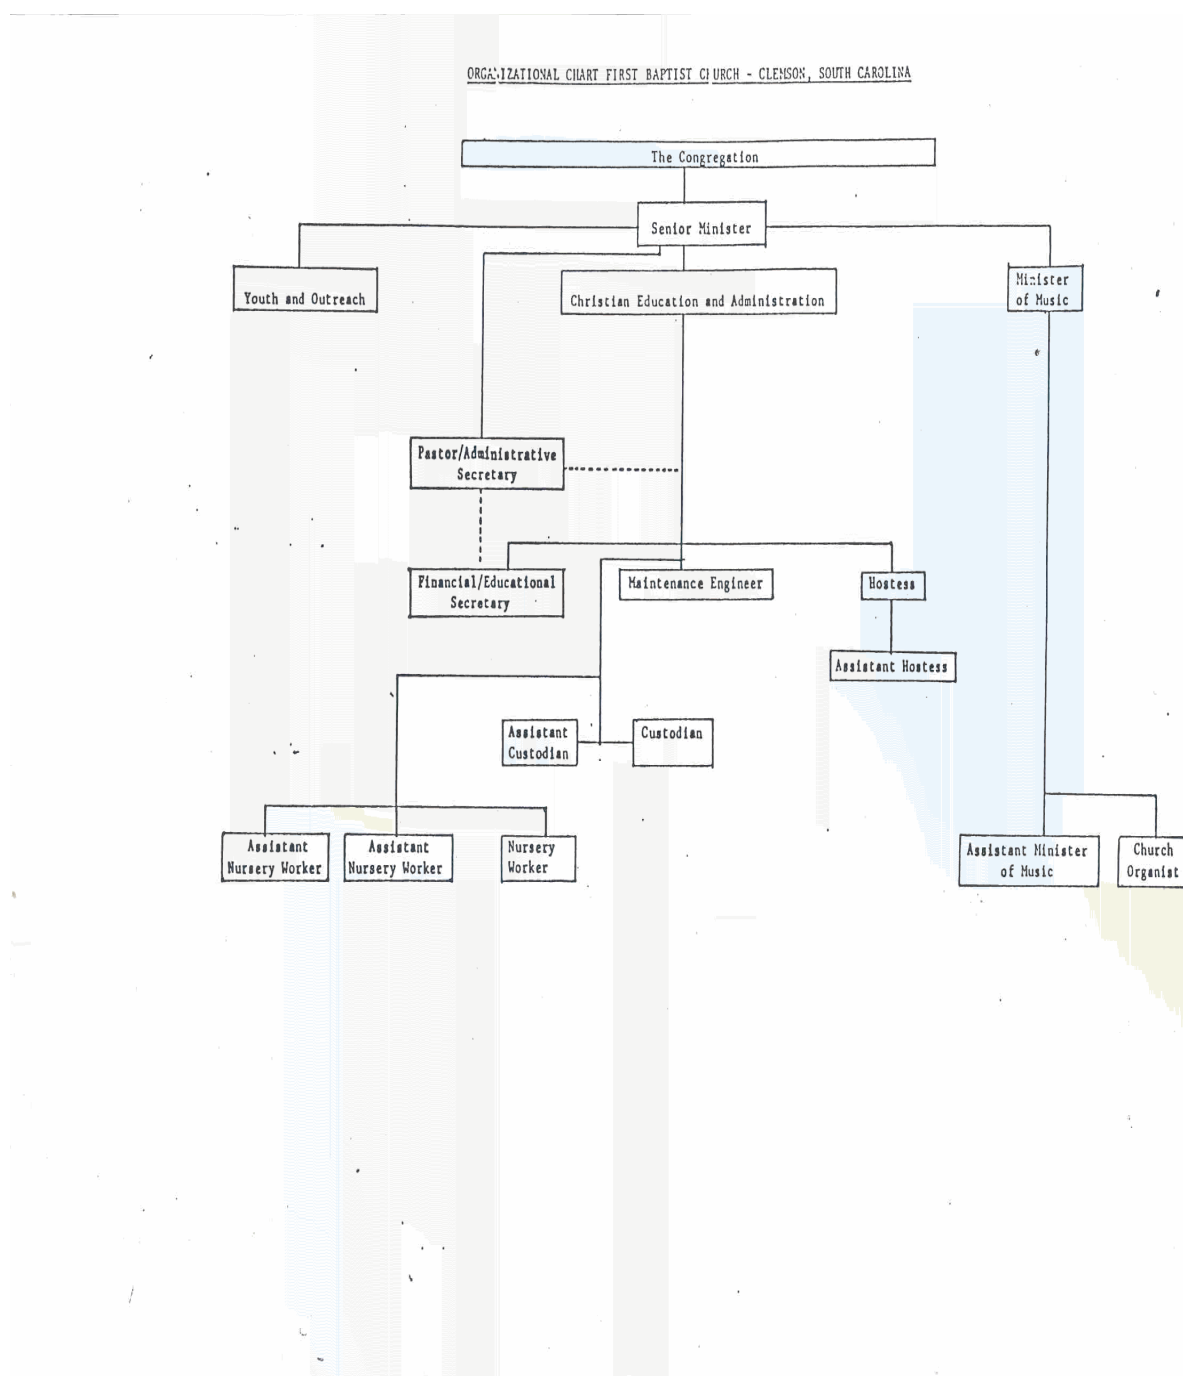 ORGANIZATIONAL CHART FIRST BAPTIST CHURCH - CLEMSON, SOUTH CAROLINA
The Congregation
Senior Minister
Youth and Outreach
Christian Education and Administration
Minister
of Music
Pastor/Administrative
Secretary
Financial/Educational
Secretary
Maintenance Engineer
Hostess
Assistant Hostess
Assistant
Custodian
Custodian
Assistant
Nursery Worker
Assistant
Nursery Worker
Nursery
Worker
Assistant Minister
of Music
Church
Organist